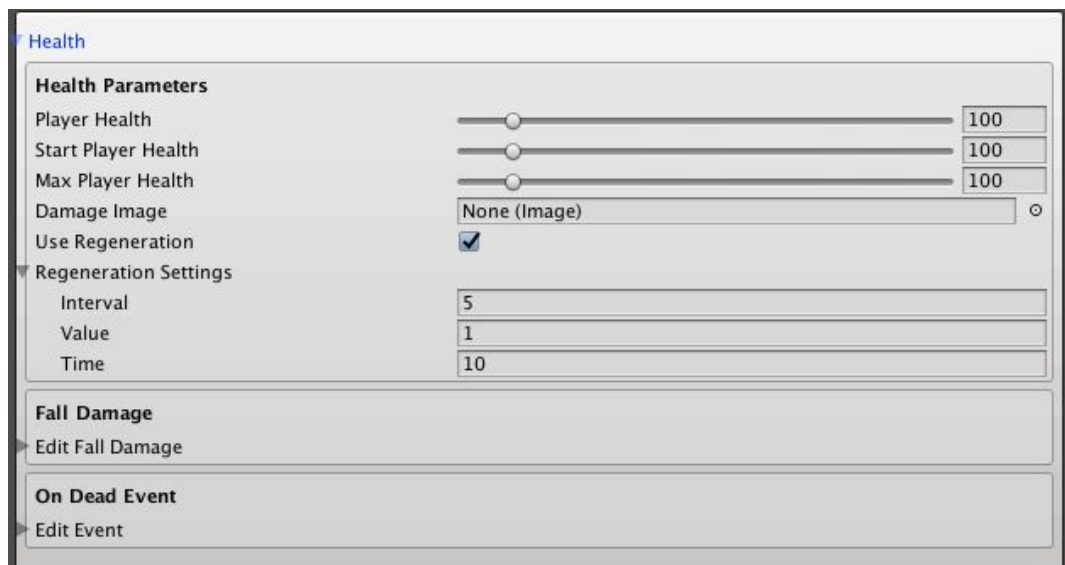 Health
Health Parameters
Player Health 100
Start Player Health 100
Max Player Health 100
Damage Image None (Image)
Use Regeneration
Regeneration Settings
Interval 5
Value 1
Time 10
Fall Damage
Edit Fall Damage
On Dead Event
Edit Event